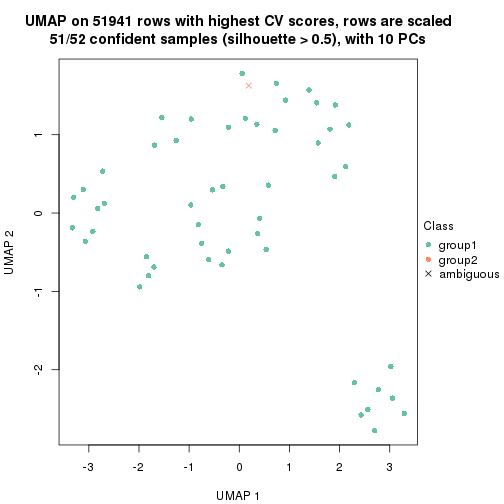 UMAP on 51941 rows with highest CV scores, rows are scaled
51/52 confident samples (silhouette > 0.5), with 10 PCs
UMAP 2
1
0
-1
-2
-3
-2
-1
0
1
2
3
UMAP 1
Class
group1
group2
ambiguous